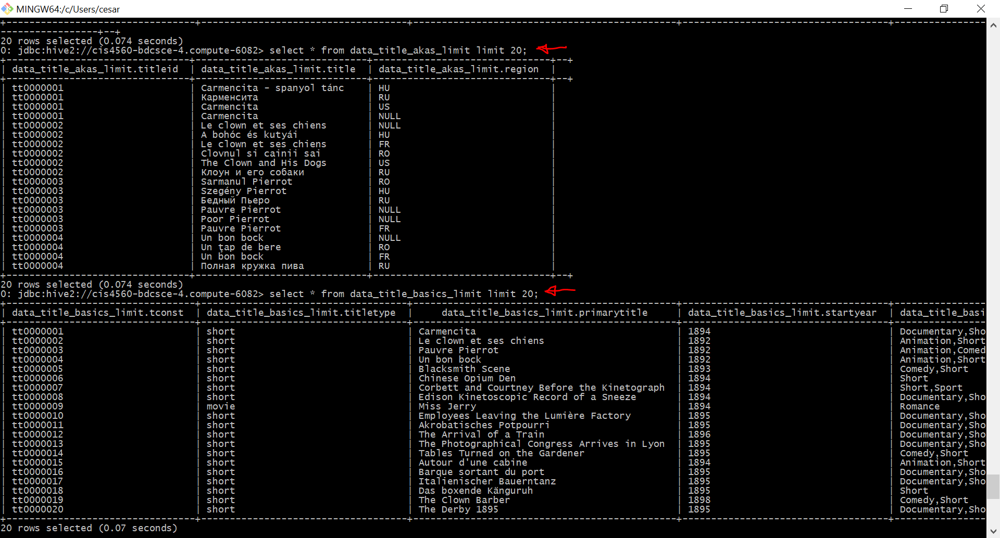 MINGW64:/c/Users/cesar
+---------------------------------+------------------------------------+-----------------------------------------------+------------------------------------+-----------------
-----------------+--+
20 rows selected (0.074 seconds)
0: jdbc:hive2://cis4560-bdcsce-4.compute-6082> select * from data_title_akas_limit limit 20;
+---------------------------------+-------------------------------+--------------------------------+--+
| data_title_akas_limit.titleid | data_title_akas_limit.title | data_title_akas_limit.region |
+---------------------------------+-------------------------------+--------------------------------+--+
| tt0000001 | Carmencita - spanyol tánc | HU |
| tt0000001 | Карменсита | RU |
| tt0000001 | Carmencita | US |
| tt0000001 | Carmencita | NULL |
| tt0000002 | Le clown et ses chiens | NULL |
| tt0000002 | A bohóc és kutyái | HU |
| tt0000002 | Le clown et ses chiens | FR |
| tt0000002 | Clovnul si cainii sai | RO |
| tt0000002 | The Clown and His Dogs | US |
| tt0000002 | Клоун и его собаки | RU |
| tt0000003 | Sarmanul Pierrot | RO |
| tt0000003 | Szegény Pierrot | HU |
| tt0000003 | Бедный Пьеро | RU |
| tt0000003 | Pauvre Pierrot | NULL |
| tt0000003 | Poor Pierrot | NULL |
| tt0000003 | Pauvre Pierrot | FR |
| tt0000004 | Un bon bock | NULL |
| tt0000004 | Un ţap de bere | RO |
| tt0000004 | Un bon bock | FR |
| tt0000004 | Полная кружка пива | RU |
+---------------------------------+-------------------------------+--------------------------------+--+
20 rows selected (0.074 seconds)
0: jdbc:hive2://cis4560-bdcsce-4.compute-6082> select * from data_title_basics_limit limit 20;
+---------------------------------+------------------------------------+-----------------------------------------------+------------------------------------+-----------------
| data_title_basics_limit.tconst | data_title_basics_limit.titletype | data_title_basics_limit.primarytitle | data_title_basics_limit.startyear | data_title_basi
+---------------------------------+------------------------------------+-----------------------------------------------+------------------------------------+-----------------
| tt0000001 | short | Carmencita | 1894 | Documentary,Sho
| tt0000002 | short | Le clown et ses chiens | 1892 | Animation,Short
| tt0000003 | short | Pauvre Pierrot | 1892 | Animation,Comed
| tt0000004 | short | Un bon bock | 1892 | Animation,Short
| tt0000005 | short | Blacksmith Scene | 1893 | Comedy,Short
| tt0000006 | short | Chinese Opium Den | 1894 | Short
| tt0000007 | short | Corbett and Courtney Before the Kinetograph | 1894 | Short,Sport
| tt0000008 | short | Edison Kinetoscopic Record of a Sneeze | 1894 | Documentary,Sho
| tt0000009 | movie | Miss Jerry | 1894 | Romance
| tt0000010 | short | Employees Leaving the Lumière Factory | 1895 | Documentary,Sho
| tt0000011 | short | Akrobatisches Potpourri | 1895 | Documentary,Sho
| tt0000012 | short | The Arrival of a Train | 1896 | Documentary,Sho
| tt0000013 | short | The Photographical Congress Arrives in Lyon | 1895 | Documentary,Sho
| tt0000014 | short | Tables Turned on the Gardener | 1895 | Comedy,Short
| tt0000015 | short | Autour d'une cabine | 1894 | Animation,Short
| tt0000016 | short | Barque sortant du port | 1895 | Documentary,Sho
| tt0000017 | short | Italienischer Bauerntanz | 1895 | Documentary,Sho
| tt0000018 | short | Das boxende Känguruh | 1895 | Short
| tt0000019 | short | The Clown Barber | 1898 | Comedy,Short
| tt0000020 | short | The Derby 1895 | 1895 | Documentary,Sho
+---------------------------------+------------------------------------+-----------------------------------------------+------------------------------------+-----------------
20 rows selected (0.07 seconds)